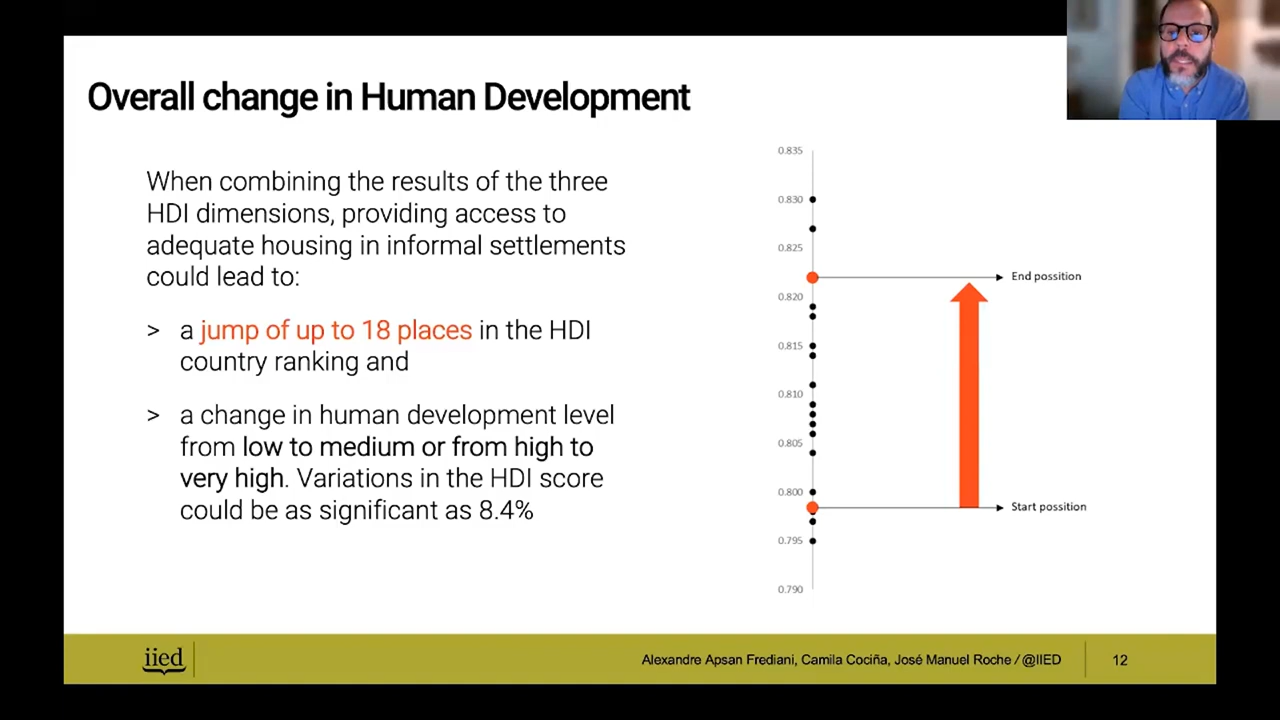 Overall change in Human Development
When combining the results of the three
HDI dimensions, providing access to
adequate housing in informal settlements
could lead to:
> a jump of up to 18 places in the HDI
country ranking and
> a change in human development level
from low to medium or from high to
very high. Variations in the HDI score
could be as significant as 8.4%
0.835
0.830
0.825
0.820
0.815
0.810
0.805
0.800
0.795
0.790
End possition
Start possition
iied
Alexandre Apsan Frediani, Camila Cociña, José Manuel Roche / @IIED
12